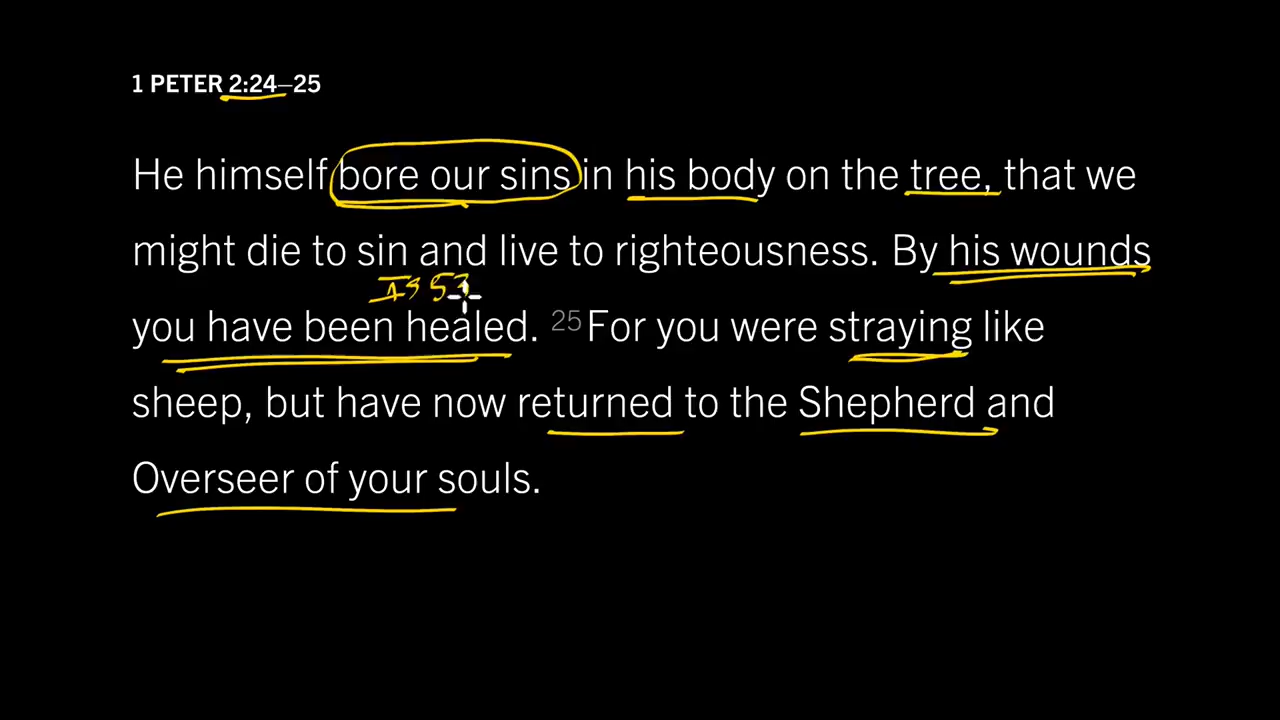 1 PETER 2:24–25
He himself bore our sins in his body on the tree, that we
might die to sin and live to righteousness. By his wounds
IS 53
you have been healed. 25 For you were straying like
sheep, but have now returned to the Shepherd and
Overseer of your souls.